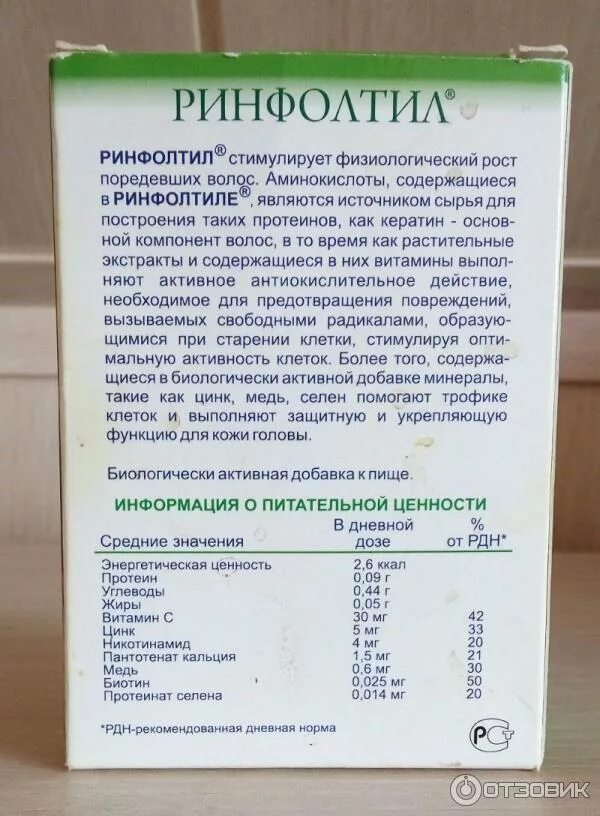 РИНФОЛТИЛ®
РИНФОЛТИЛ® стимулирует физиологический рост
поредевших волос. Аминокислоты, содержащиеся
в РИНФОЛТИЛЕ®, являются источником сырья для
построения таких протеинов, как кератин - основ-
ной компонент волос, в то время как растительные
экстракты и содержащиеся в них витамины выпол-
няют активное антиокислительное действие,
необходимое для предотвращения повреждений,
вызываемых свободными радикалами, образую-
щимися при старении клетки, стимулируя опти-
мальную активность клеток. Более того, содержа-
щиеся в биологически активной добавке минералы,
такие как цинк, медь, селен помогают трофике
клеток и выполняют защитную и укрепляющую
функцию для кожи головы.
Биологически активная добавка к пище.
ИНФОРМАЦИЯ О ПИТАТЕЛЬНОЙ ЦЕННОСТИ
Средние значения В дневной дозе % от РДН*
Энергетическая ценность 2,6 ккал
Протеин 0,09 г
Углеводы 0,44 г
Жиры 0,05 г
Витамин С 30 мг 42
Цинк 5 мг 33
Никотинамид 4 мг 20
Пантотенат кальция 1,5 мг 21
Медь 0,6 мг 30
Биотин 0,025 мг 50
Протеинат селена 0,014 мг 20
*РДН-рекомендованная дневная норма
РСТ
ОТЗОВИК